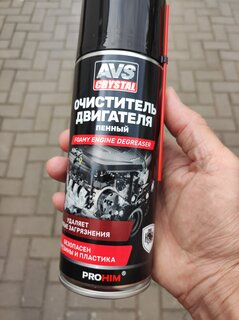 AVS
CRYSTAL
ОЧИСТИТЕЛЬ
ДВИГАТЕЛЯ
ПЕННЫЙ
FOAMY ENGINE DEGREASER
УДАЛЯЕТ
ЗАГРЯЗНЕНИЯ
БЕЗОПАСЕН
И ПЛАСТИКА
PROHIM®